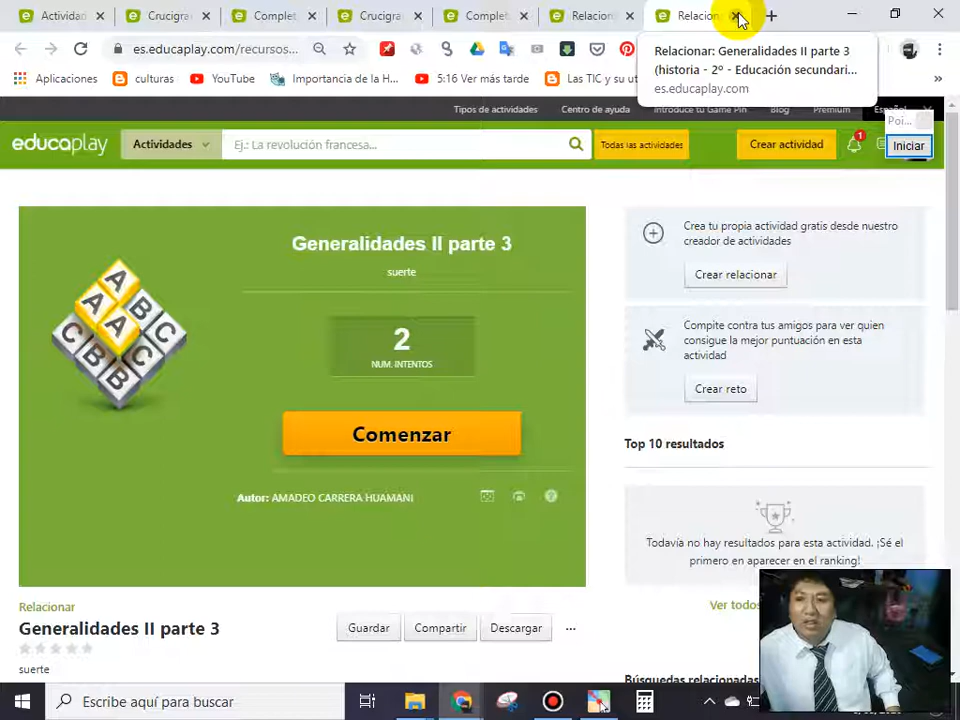 Activida
Crucigra
Complet
Crucigra
Complet
Relacion
Relacion
es.educaplay.com/recursos...
Relacionar: Generalidades II parte 3
(historia - 2º - Educación secundari...
es.educaplay.com
Aplicaciones
culturas
YouTube
Importancia de la H...
5:16 Ver más tarde
Las TIC y su ut
»
Tipos de actividades
Centro de ayuda
Introduce tu Game Pin
Blog
Premium
Español
Poi...
educaplay
Actividades
Ej.: La revolución francesa...
Todas las actividades
Crear actividad
1
Iniciar
Generalidades II parte 3
suerte
2
NUM. INTENTOS
Comenzar
Autor: AMADEO CARRERA HUAMANI
A
A B
A A C
C C
B B
B
Crea tu propia actividad gratis desde nuestro
creador de actividades
Crear relacionar
Compite contra tus amigos para ver quien
consigue la mejor puntuación en esta
actividad
Crear reto
Top 10 resultados
Todavía no hay resultados para esta actividad. ¡Sé el
primero en aparecer en el ranking!
Ver todos
Búsquedas relacionadas
Relacionar
Generalidades II parte 3
Guardar
Compartir
Descargar
...
suerte
Escribe aquí para buscar